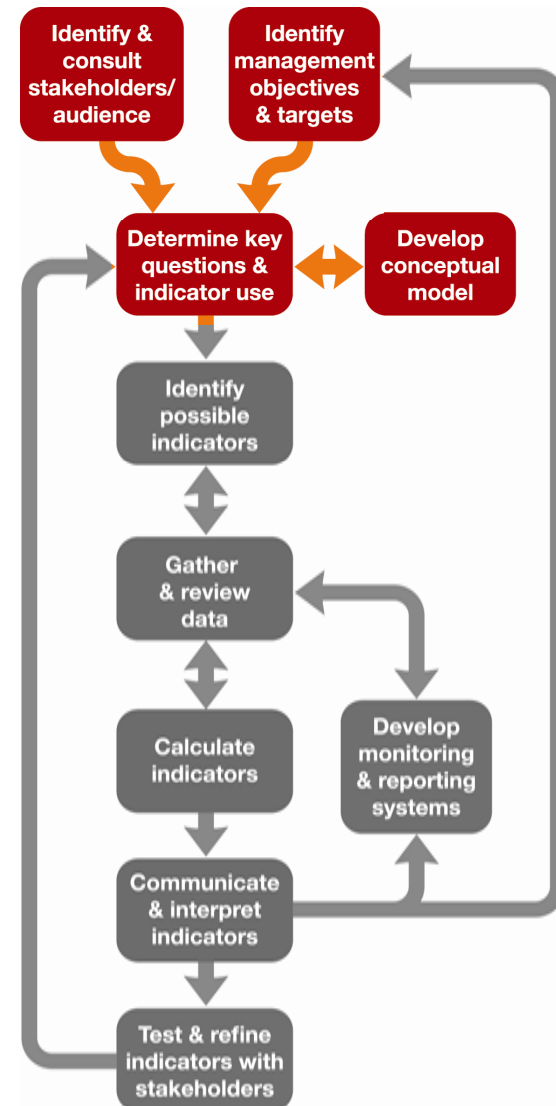 Identify &
consult
stakeholders/
audience
Identify
management
objectives
& targets
Determine key
questions &
indicator use
Develop
conceptual
model
Identify
possible
indicators
Gather
& review
data
Calculate
indicators
Develop
monitoring
& reporting
systems
Communicate
& interpret
indicators
Test & refine
indicators with
stakeholders